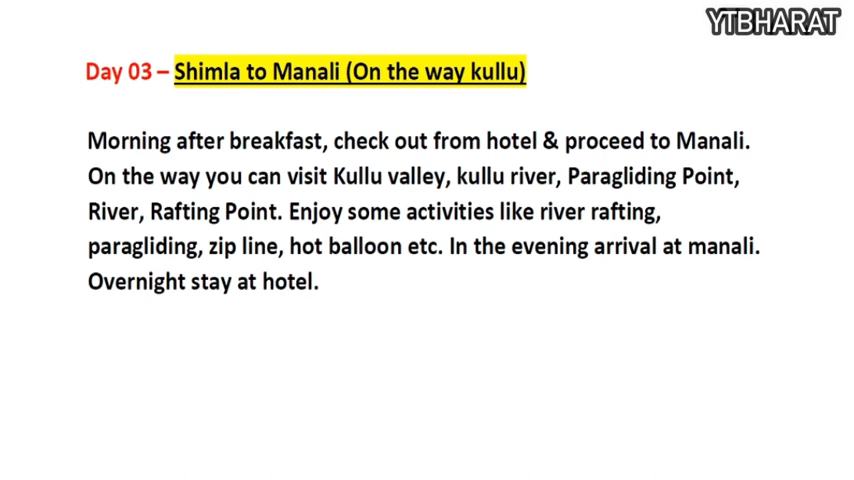 YTBHARAT
Day 03 – Shimla to Manali (On the way kullu)
Morning after breakfast, check out from hotel & proceed to Manali.
On the way you can visit Kullu valley, kullu river, Paragliding Point,
River, Rafting Point. Enjoy some activities like river rafting,
paragliding, zip line, hot balloon etc. In the evening arrival at manali.
Overnight stay at hotel.